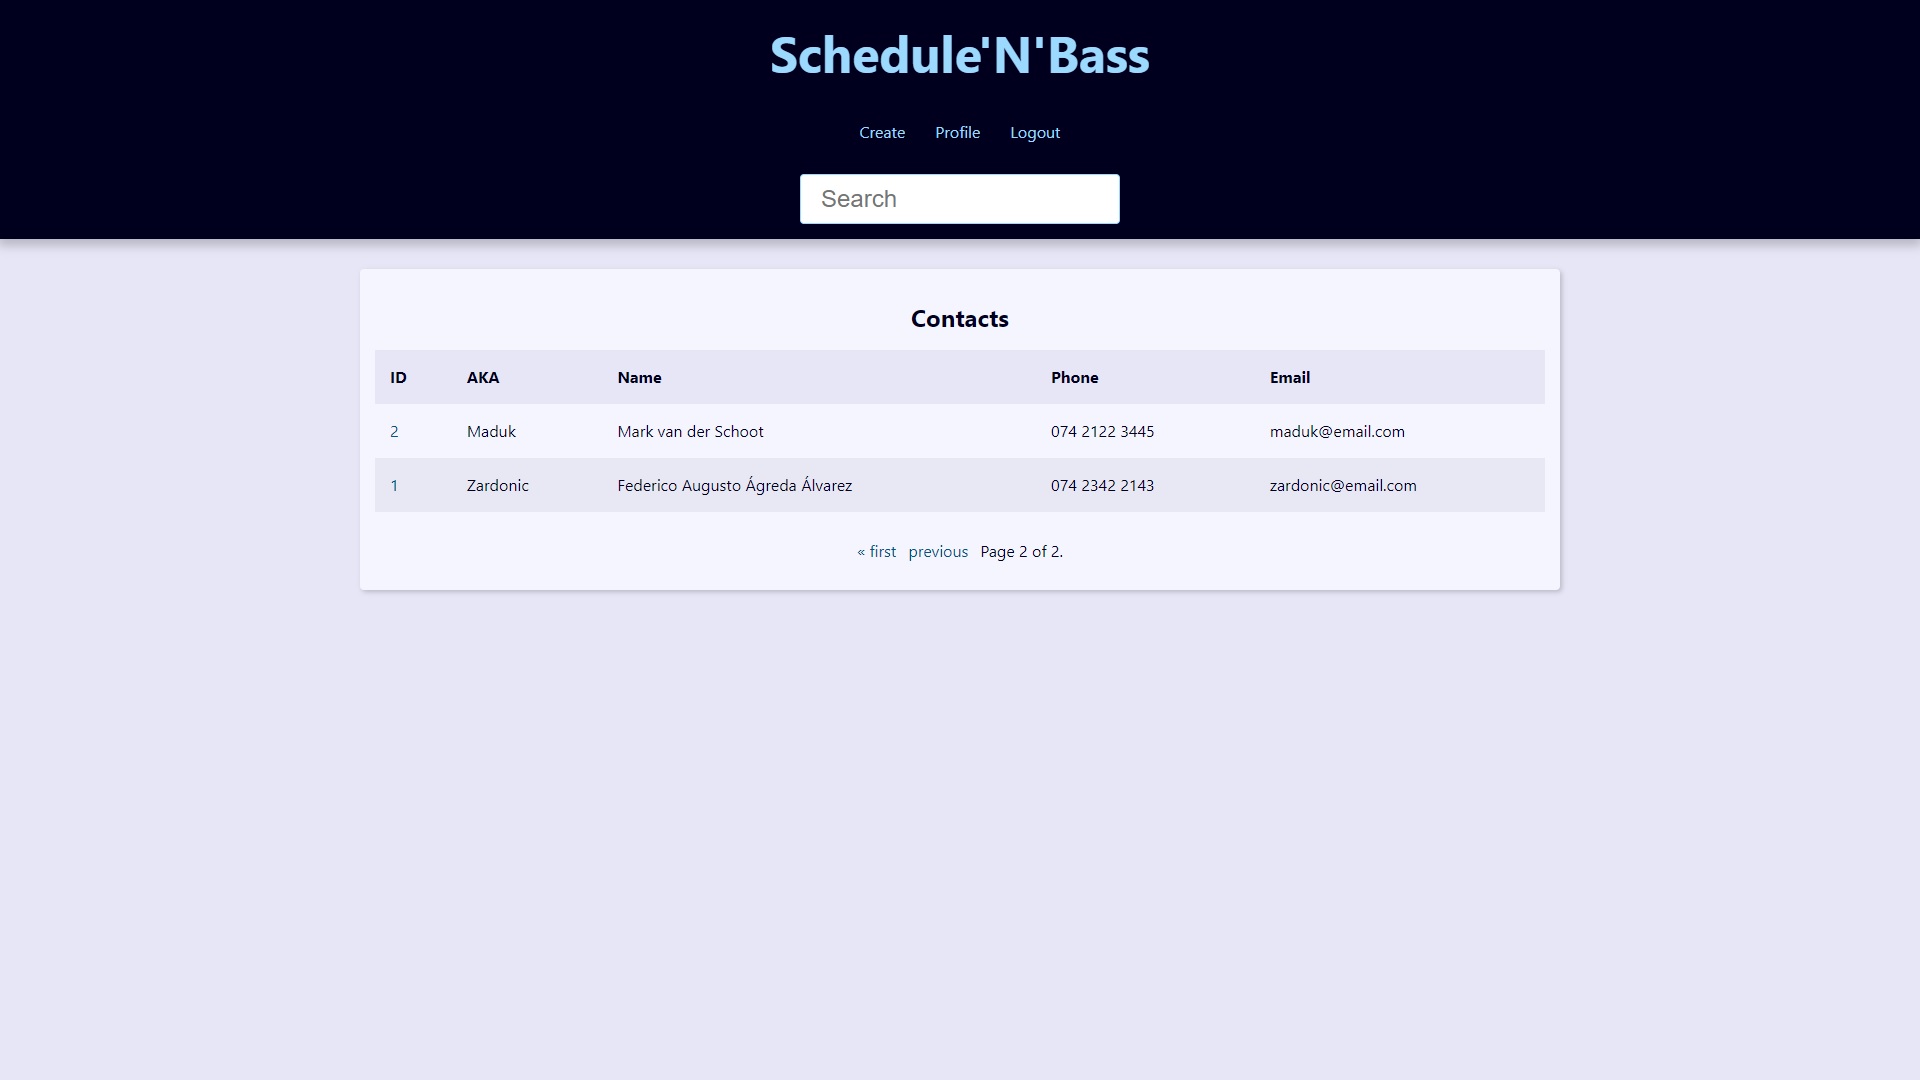 Schedule'N'Bass
Create Profile Logout
Search
Contacts
ID AKA Name Phone Email
2 Maduk Mark van der Schoot 074 2122 3445 maduk@email.com
1 Zardonic Federico Augusto Ágreda Álvarez 074 2342 2143 zardonic@email.com
« first previous Page 2 of 2.